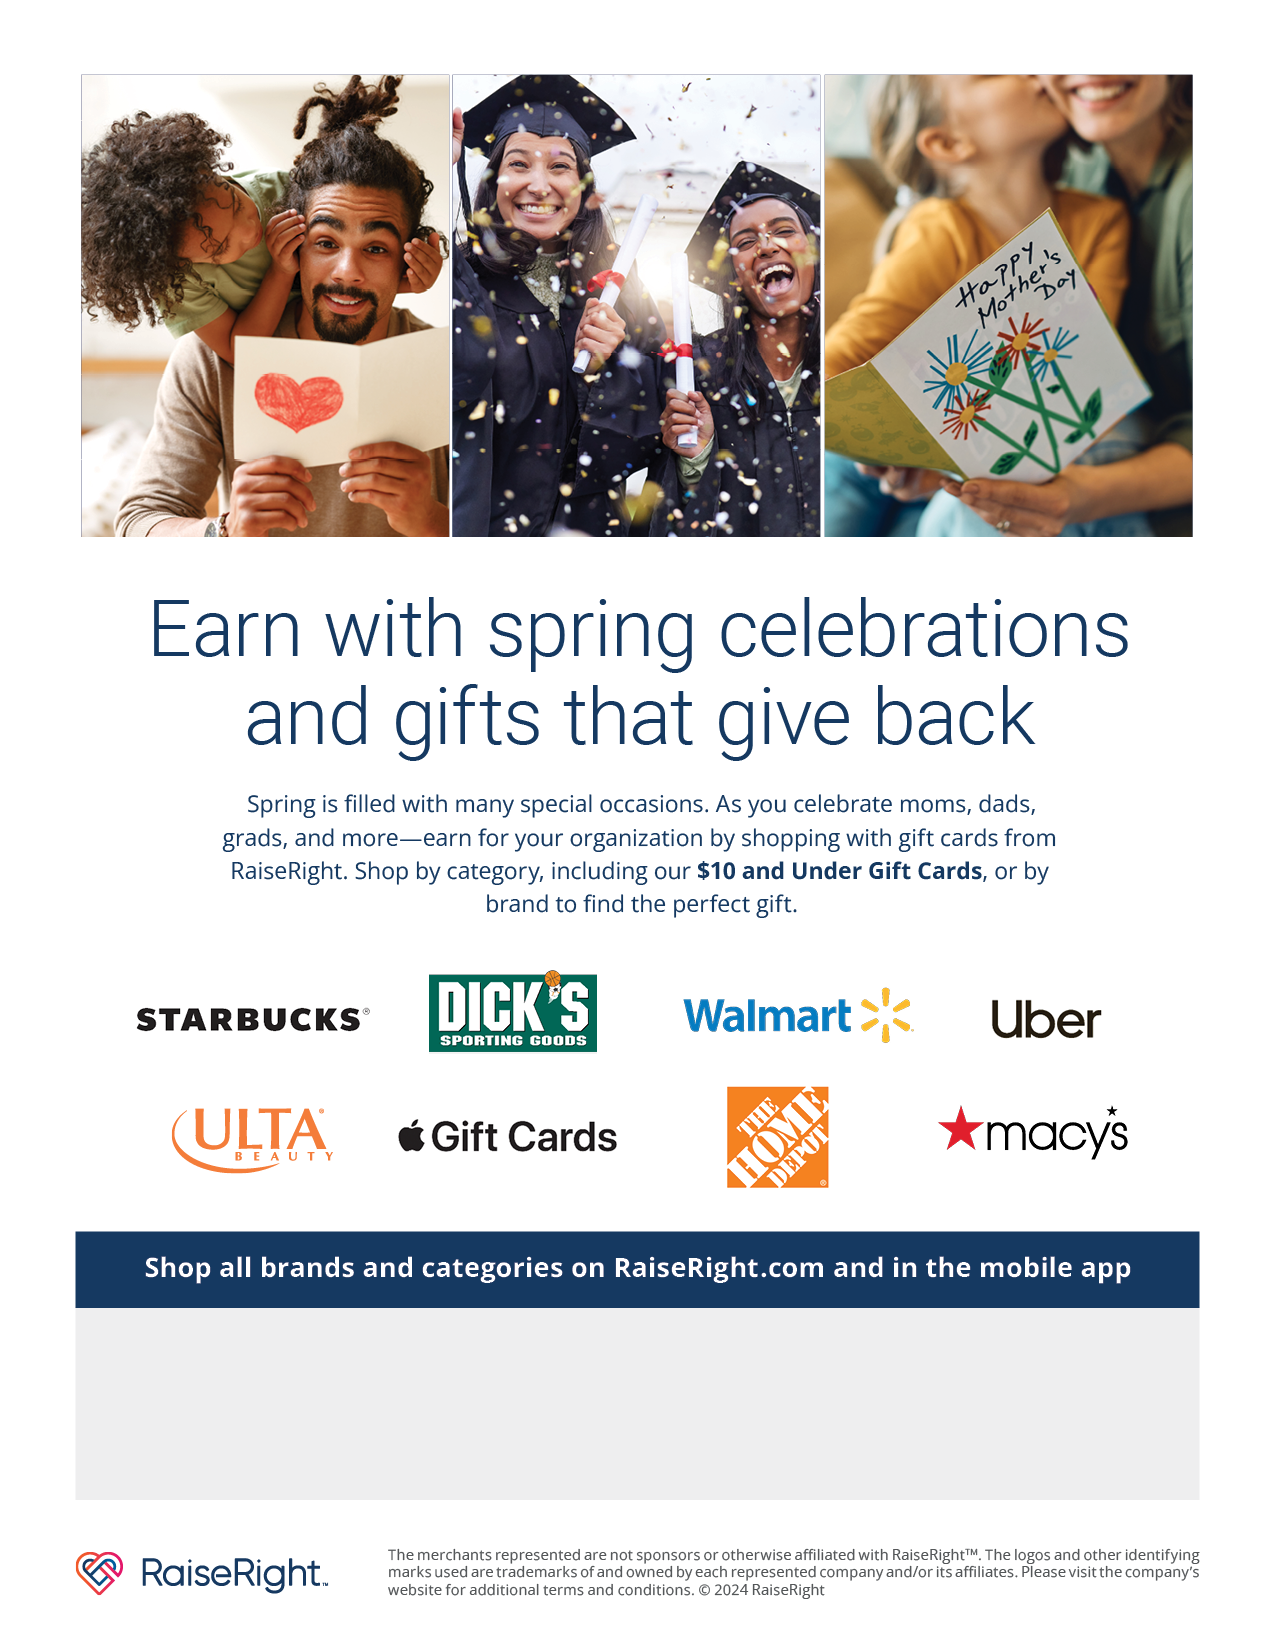 Happy
Mother's
Day
Earn with spring celebrations
and gifts that give back
Spring is filled with many special occasions. As you celebrate moms, dads,
grads, and more—earn for your organization by shopping with gift cards from
RaiseRight. Shop by category, including our $10 and Under Gift Cards, or by
brand to find the perfect gift.
STARBUCKS®
DICK'S
SPORTING GOODS
Walmart
Uber
ULTA®
BEAUTY
Gift Cards
THE
HOME
DEPOT
®
macy's
Shop all brands and categories on RaiseRight.com and in the mobile app
RaiseRight™
The merchants represented are not sponsors or otherwise affiliated with RaiseRight™. The logos and other identifying
marks used are trademarks of and owned by each represented company and/or its affiliates. Please visit the company's
website for additional terms and conditions. © 2024 RaiseRight